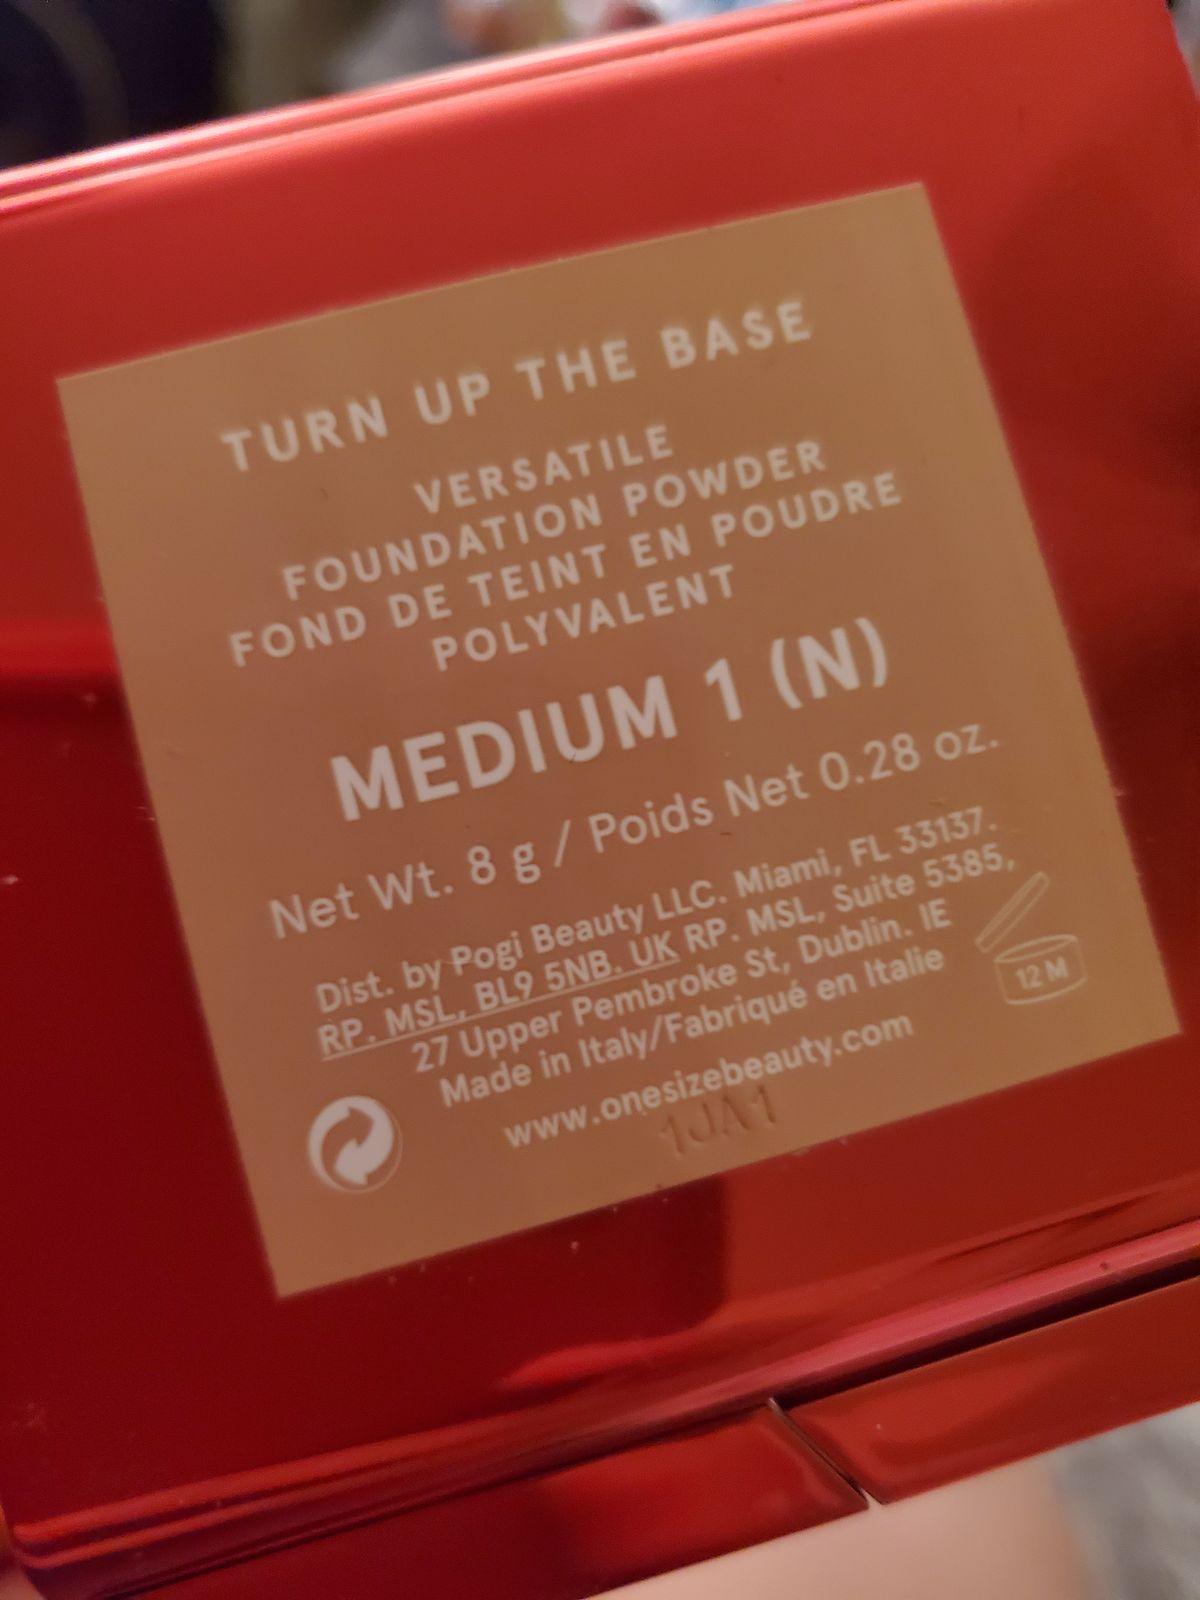 TURN UP THE BASE
VERSATILE
FOUNDATION POWDER
FOND DE TEINT EN POUDRE
POLYVALENT
MEDIUM 1 (N)
Net Wt. 8 g / Poids Net 0.28 oz.
Dist. by Pogi Beauty LLC. Miami, FL 33137.
RP. MSL, BL9 5NB. UK RP. MSL, Suite 5385,
27 Upper Pembroke St, Dublin. IE
Made in Italy/Fabriqué en Italie
www.onesizebeauty.com
12 M
1JA1